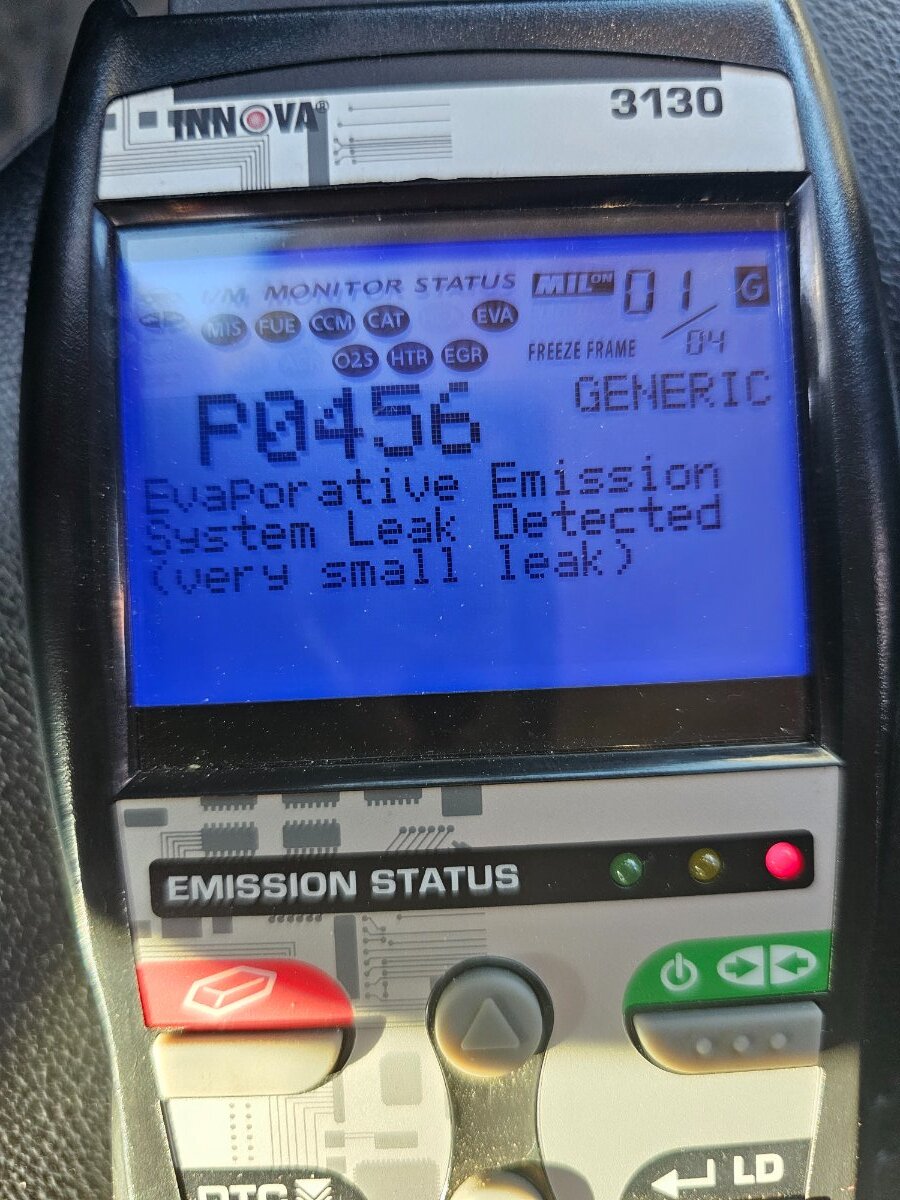 INNOVA®
3130
I/M MONITOR STATUS
MIL ON 01 G
MIS FUE CCM CAT EVA
/ 04
O2S HTR EGR
FREEZE FRAME
GENERIC
P0456
Evaporative Emission
System Leak Detected
(very small leak)
EMISSION STATUS
DTC
LD